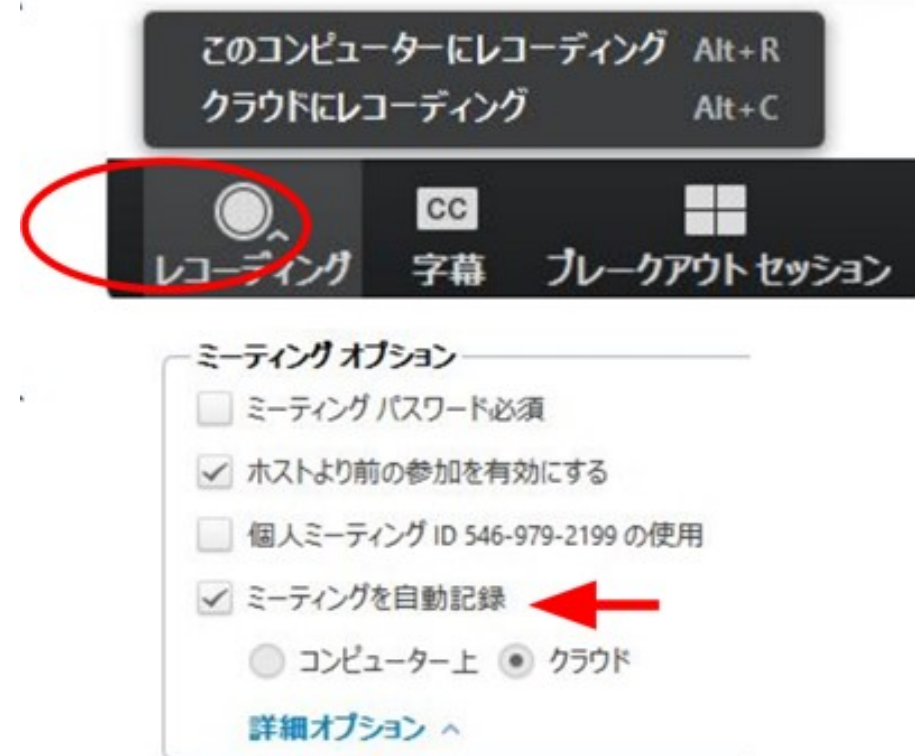 このコンピューターにレコーディング Alt+R
クラウドにレコーディング Alt+C
CC
レコーディング 字幕 ブレークアウト セッション
ミーティング オプション
ミーティング パスワード必須
ホストより前の参加を有効にする
個人ミーティング ID 546-979-2199 の使用
ミーティングを自動記録
コンピューター上 クラウド
詳細オプション